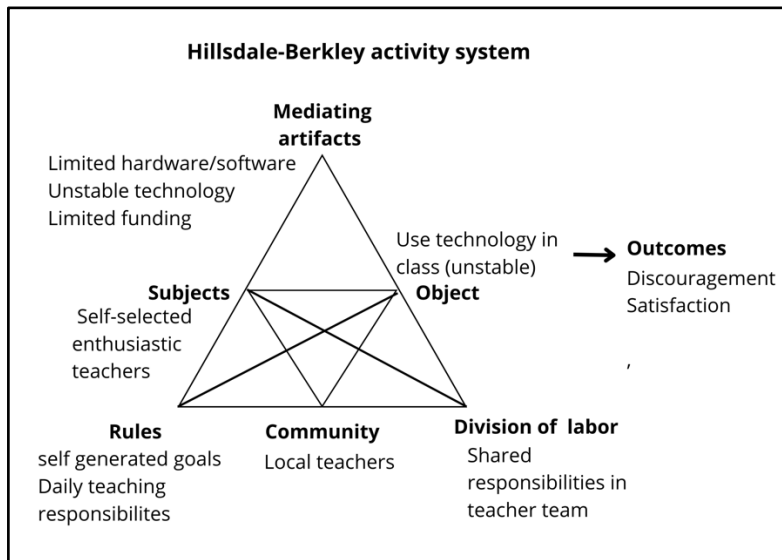 Hillsdale-Berkley activity system
Mediating
artifacts
Limited hardware/software
Unstable technology
Limited funding
Use technology in
class (unstable)
Outcomes
Discouragement
Satisfaction
,
Subjects
Object
Self-selected
enthusiastic
teachers
Rules
self generated goals
Daily teaching
responsibilites
Community
Local teachers
Division of labor
Shared
responsibilities in
teacher team